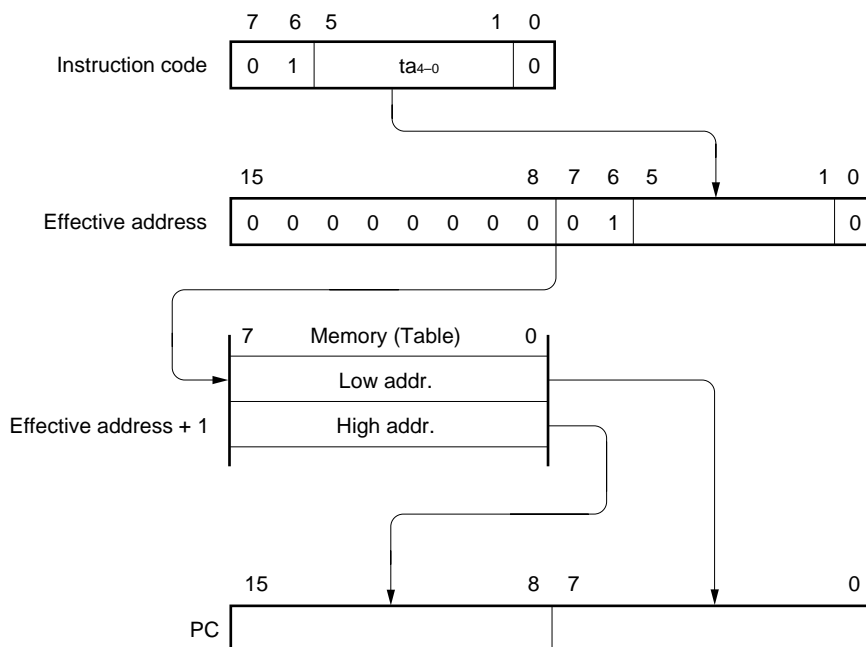 7 6 5 1 0
Instruction code 0 1 ta4–0 0
15 8 7 6 5 1 0
Effective address 0 0 0 0 0 0 0 0 0 1 0
7 Memory (Table) 0
Low addr.
Effective address + 1 High addr.
15 8 7 0
PC